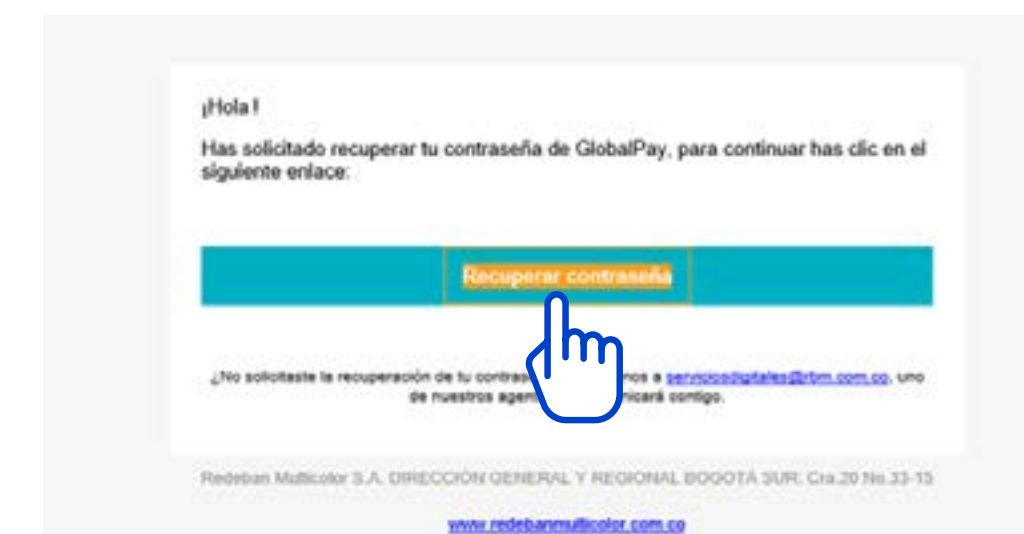 ¡Hola !
Has solicitado recuperar tu contraseña de GlobalPay, para continuar has clic en el
siguiente enlace:
Recuperar contraseña
¿No solicitaste la recuperación de tu nos a serviciosdigitales@rbm.com.co, uno
de nuestros contigo.
Redeban Multicolor S.A. DIRECCIÓN GENERAL Y REGIONAL BOGOTÁ SUR: Cra.20 No.33-15
www.redebanmulticolor.com.co